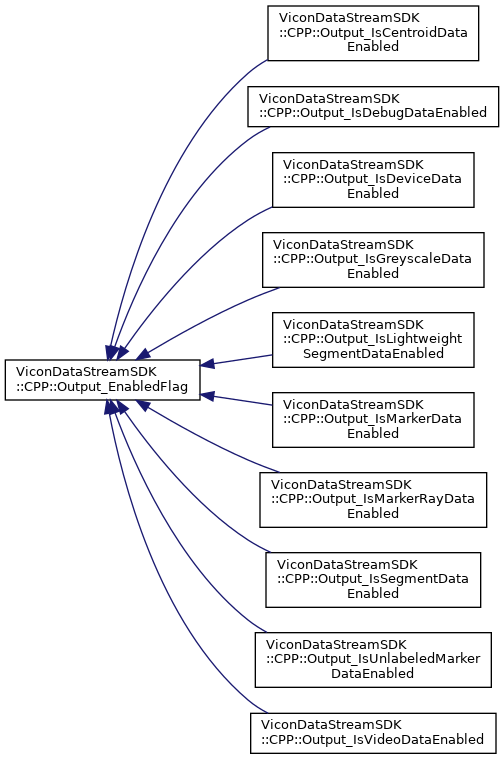 ViconDataStreamSDK
::CPP::Output_IsCentroidData
Enabled
ViconDataStreamSDK
::CPP::Output_IsDebugDataEnabled
ViconDataStreamSDK
::CPP::Output_IsDeviceData
Enabled
ViconDataStreamSDK
::CPP::Output_IsGreyscaleData
Enabled
ViconDataStreamSDK
::CPP::Output_IsLightweight
SegmentDataEnabled
ViconDataStreamSDK
::CPP::Output_EnabledFlag
ViconDataStreamSDK
::CPP::Output_IsMarkerData
Enabled
ViconDataStreamSDK
::CPP::Output_IsMarkerRayData
Enabled
ViconDataStreamSDK
::CPP::Output_IsSegmentData
Enabled
ViconDataStreamSDK
::CPP::Output_IsUnlabeledMarker
DataEnabled
ViconDataStreamSDK
::CPP::Output_IsVideoDataEnabled